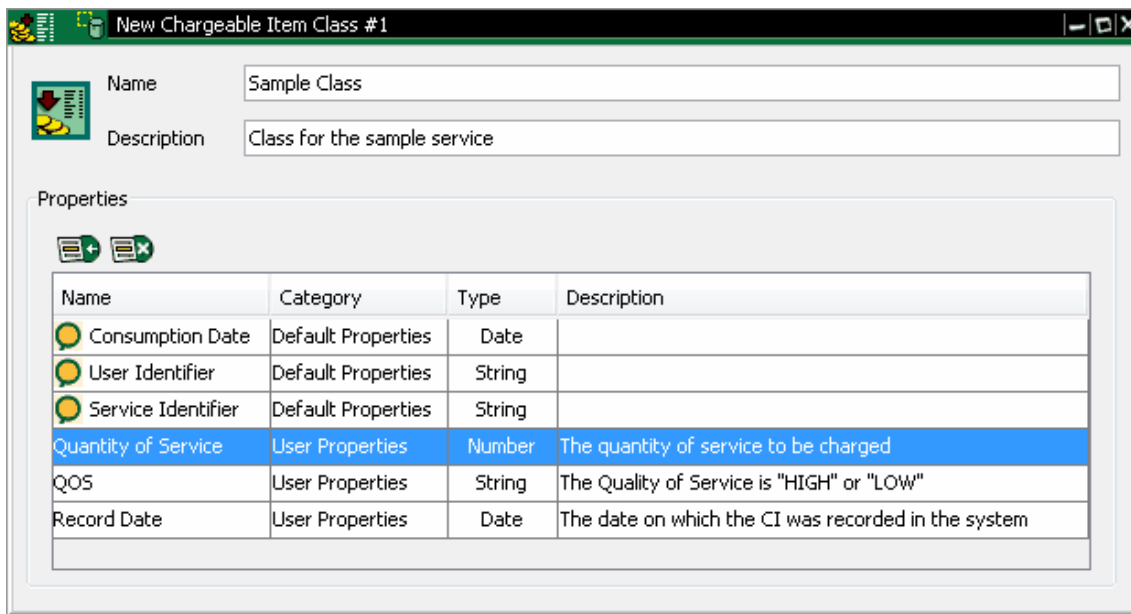 New Chargeable Item Class #1
Name Sample Class
Description Class for the sample service
Properties
Name Category Type Description
Consumption Date Default Properties Date
User Identifier Default Properties String
Service Identifier Default Properties String
Quantity of Service User Properties Number The quantity of service to be charged
QOS User Properties String The Quality of Service is "HIGH" or "LOW"
Record Date User Properties Date The date on which the CI was recorded in the system